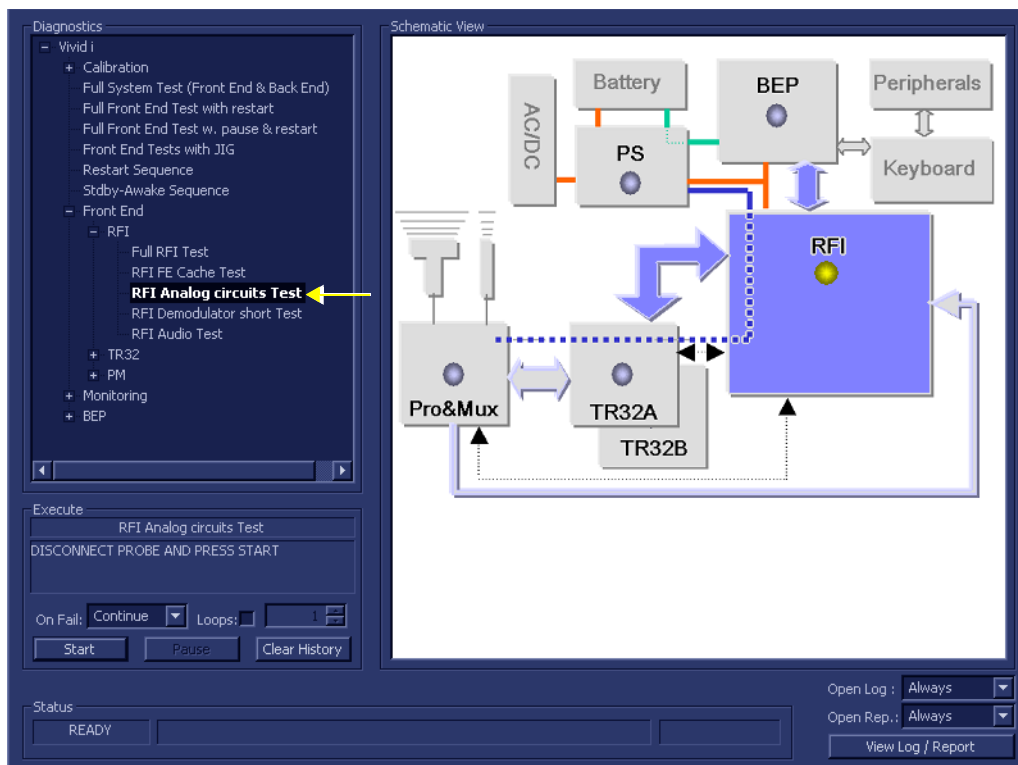 Diagnostics
Vivid i
Calibration
Full System Test (Front End & Back End)
Full Front End Test with restart
Full Front End Test w. pause & restart
Front End Tests with JIG
Restart Sequence
Stdby-Awake Sequence
Front End
RFI
Full RFI Test
RFI FE Cache Test
RFI Analog circuits Test
RFI Demodulator short Test
RFI Audio Test
TR32
PM
Monitoring
BEP
Execute
RFI Analog circuits Test
DISCONNECT PROBE AND PRESS START
On Fail: Continue Loops: 1
Start Pause Clear History
Schematic View
AC/DC
Battery
BEP
Peripherals
PS
Keyboard
RFI
Pro&Mux
TR32A
TR32B
Status
READY
Open Log : Always
Open Rep.: Always
View Log / Report